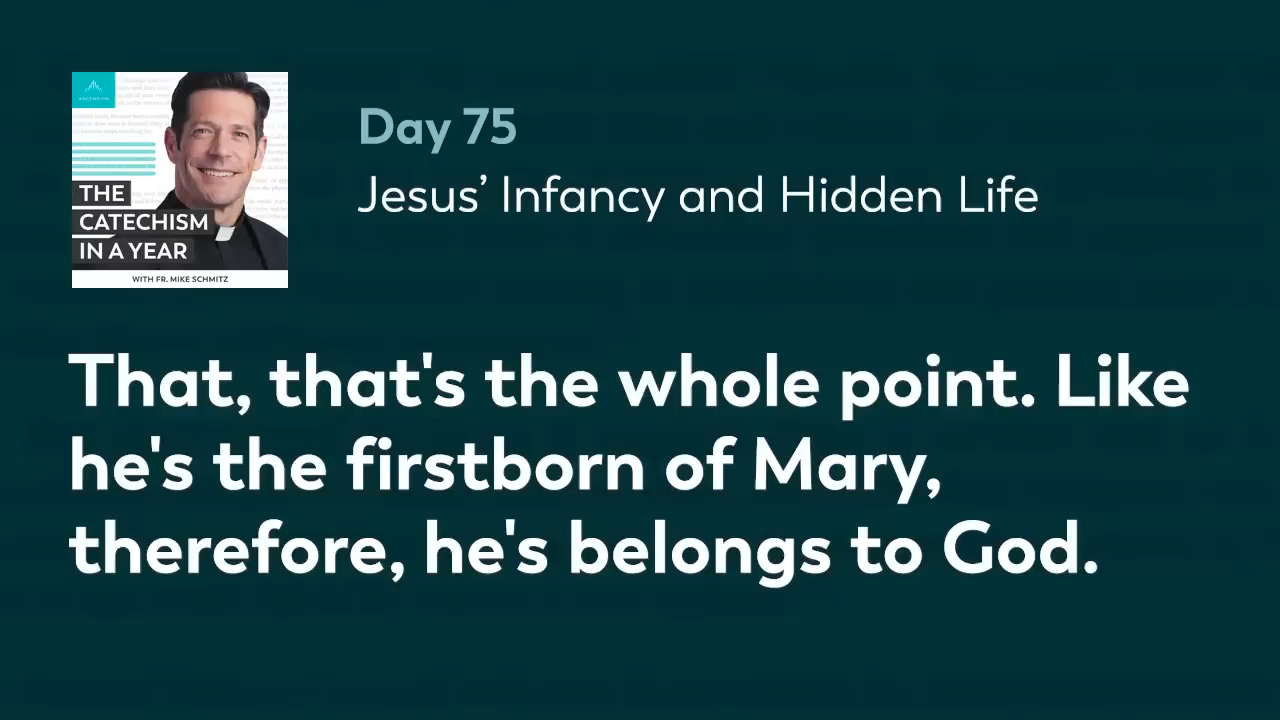 ASCENSION
THE
CATECHISM
IN A YEAR
WITH FR. MIKE SCHMITZ
Day 75
Jesus’ Infancy and Hidden Life
That, that's the whole point. Like
he's the firstborn of Mary,
therefore, he's belongs to God.